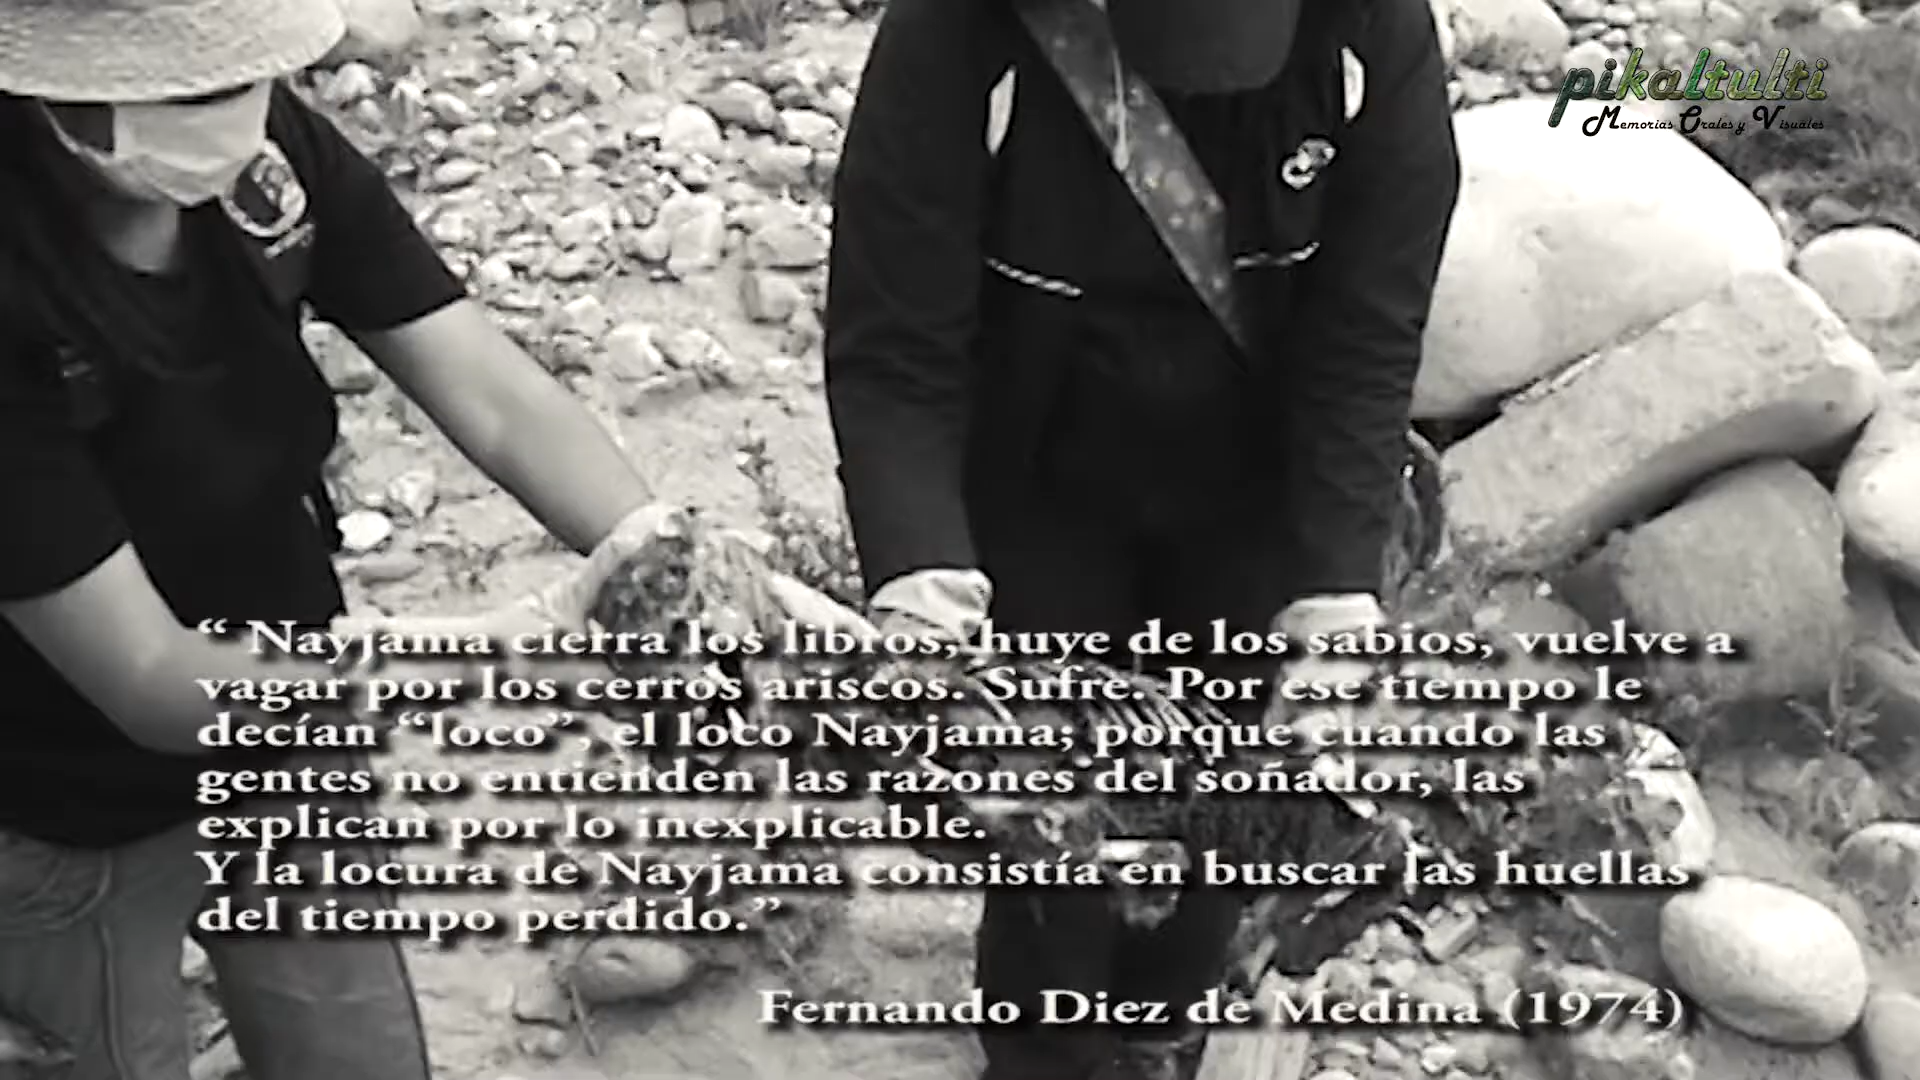 pikaltulti
Memorias Orales y Visuales
“ Nayjama cierra los libros, huye de los sabios, vuelve a
vagar por los cerros ariscos. Sufre. Por ese tiempo le
decían “loco”, el loco Nayjama; porque cuando las
gentes no entienden las razones del soñador, las
explican por lo inexplicable.
Y la locura de Nayjama consistía en buscar las huellas
del tiempo perdido.”
Fernando Diez de Medina (1974)